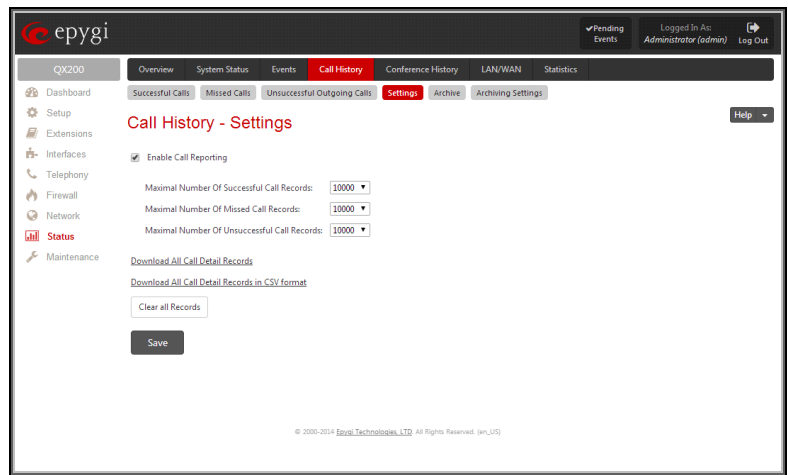 epygi
Pending Events
Logged In As: Administrator (admin)
Log Out
QX200
Overview System Status Events Call History Conference History LAN/WAN Statistics
Dashboard
Setup
Extensions
Interfaces
Telephony
Firewall
Network
Status
Maintenance
Successful Calls Missed Calls Unsuccessful Outgoing Calls Settings Archive Archiving Settings
Help
Call History - Settings
Enable Call Reporting
Maximal Number Of Successful Call Records: 10000
Maximal Number Of Missed Call Records: 10000
Maximal Number Of Unsuccessful Call Records: 10000
Download All Call Detail Records
Download All Call Detail Records in CSV format
Clear all Records
Save
© 2000-2014 Epygi Technologies, LTD. All Rights Reserved. (en_US)